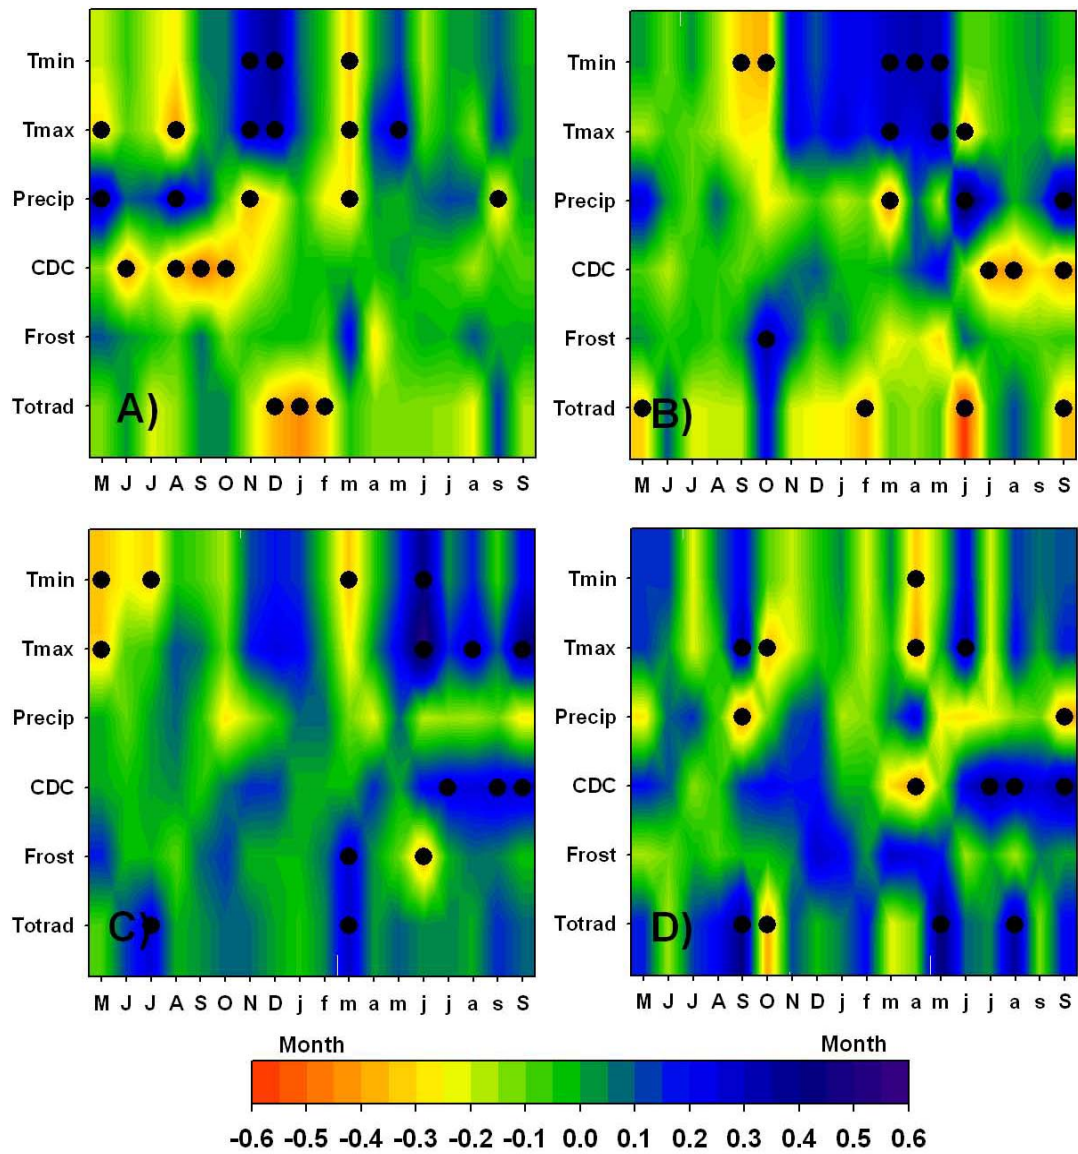 Tmin
Tmax
Precip
CDC
Frost
Totrad
A)
M J J A S O N D j f m a m j j a s S
Tmin
Tmax
Precip
CDC
Frost
Totrad
B)
M J J A S O N D j f m a m j j a S
Tmin
Tmax
Precip
CDC
Frost
Totrad
C)
M J J A S O N D j f m a m j j a s S
Tmin
Tmax
Precip
CDC
Frost
Totrad
D)
M J J A S O N D j f m a m j j a s S
Month Month
-0.6 -0.5 -0.4 -0.3 -0.2 -0.1 0.0 0.1 0.2 0.3 0.4 0.5 0.6